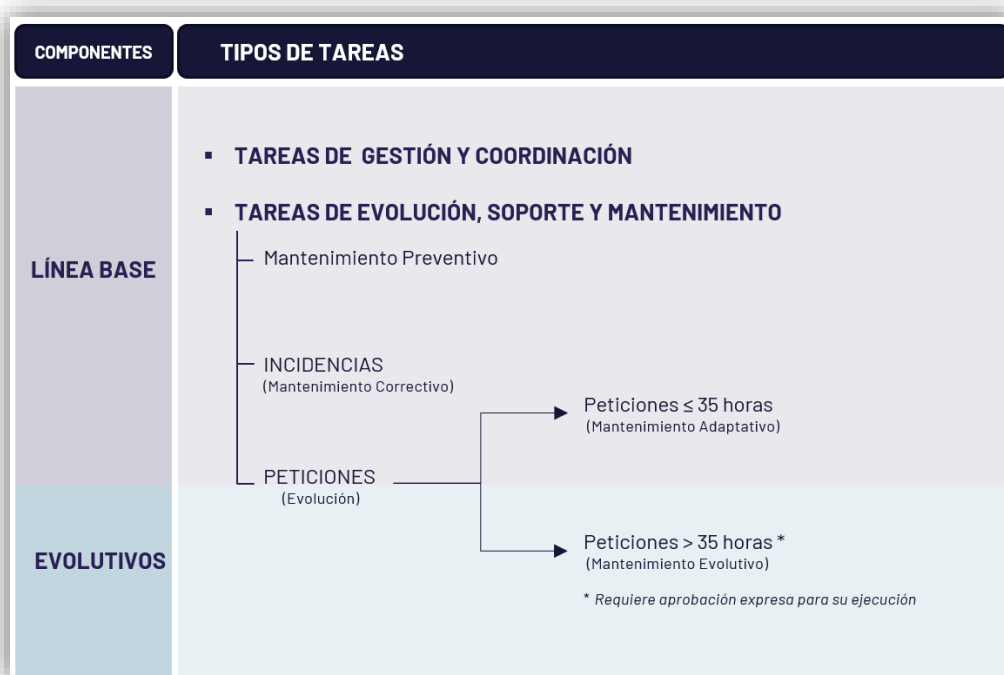 COMPONENTES
TIPOS DE TAREAS
▪ TAREAS DE GESTIÓN Y COORDINACIÓN
▪ TAREAS DE EVOLUCIÓN, SOPORTE Y MANTENIMIENTO
Mantenimiento Preventivo
LÍNEA BASE
INCIDENCIAS
(Mantenimiento Correctivo)
Peticiones ≤ 35 horas
(Mantenimiento Adaptativo)
PETICIONES
(Evolución)
EVOLUTIVOS
Peticiones > 35 horas *
(Mantenimiento Evolutivo)
* Requiere aprobación expresa para su ejecución